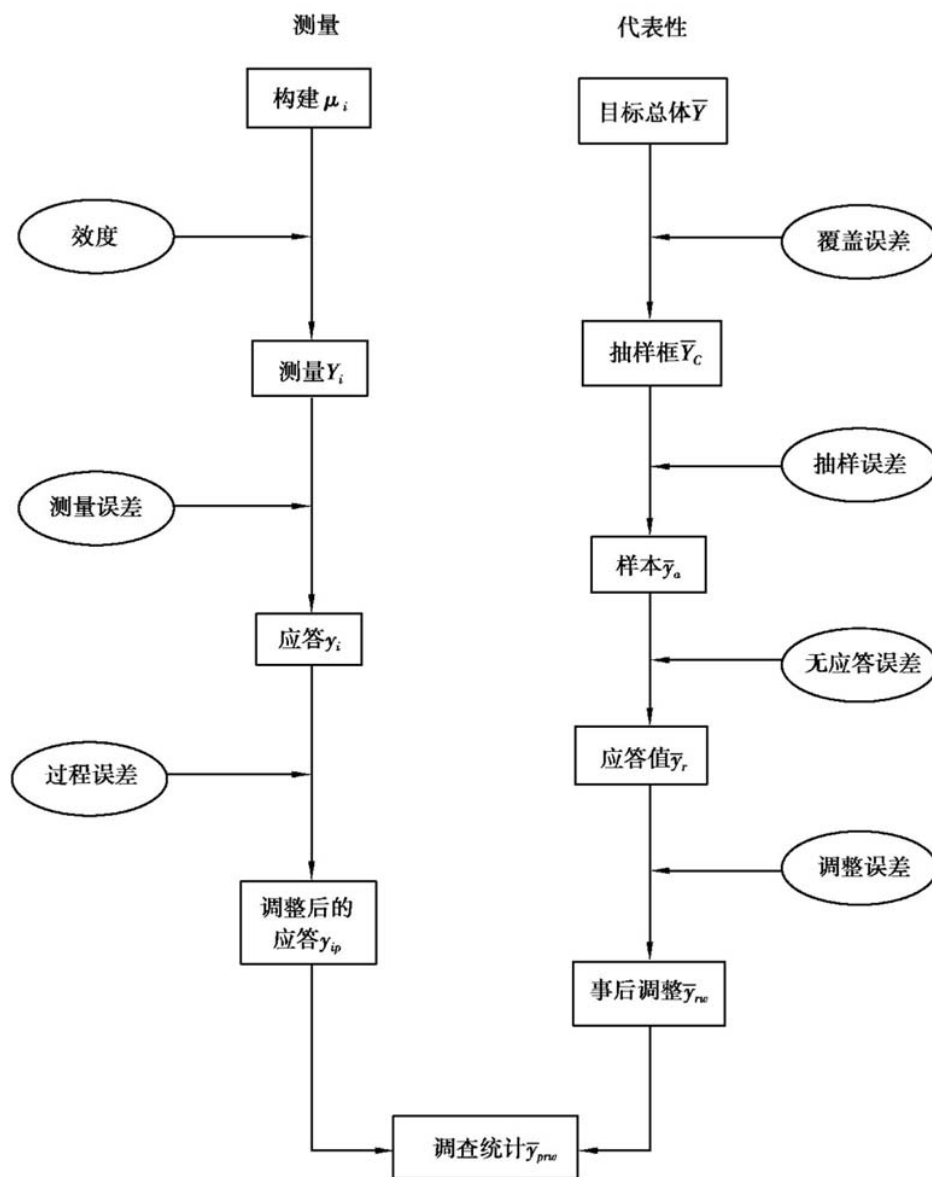 测量
代表性
构建 μ_i
目标总体Ȳ
效度
覆盖误差
测量Y_i
抽样框Ȳ_C
抽样误差
测量误差
样本ȳ_a
应答y_i
无应答误差
应答值ȳ_r
过程误差
调整误差
调整后的
应答y_ip
事后调整ȳ_rw
调查统计ȳ_prw